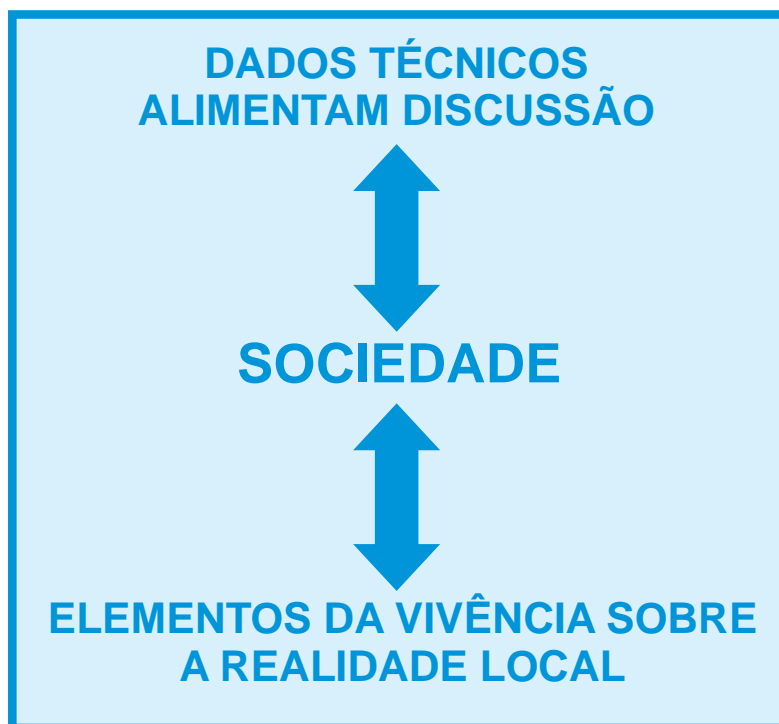 DADOS TÉCNICOS
ALIMENTAM DISCUSSÃO
SOCIEDADE
ELEMENTOS DA VIVÊNCIA SOBRE
A REALIDADE LOCAL